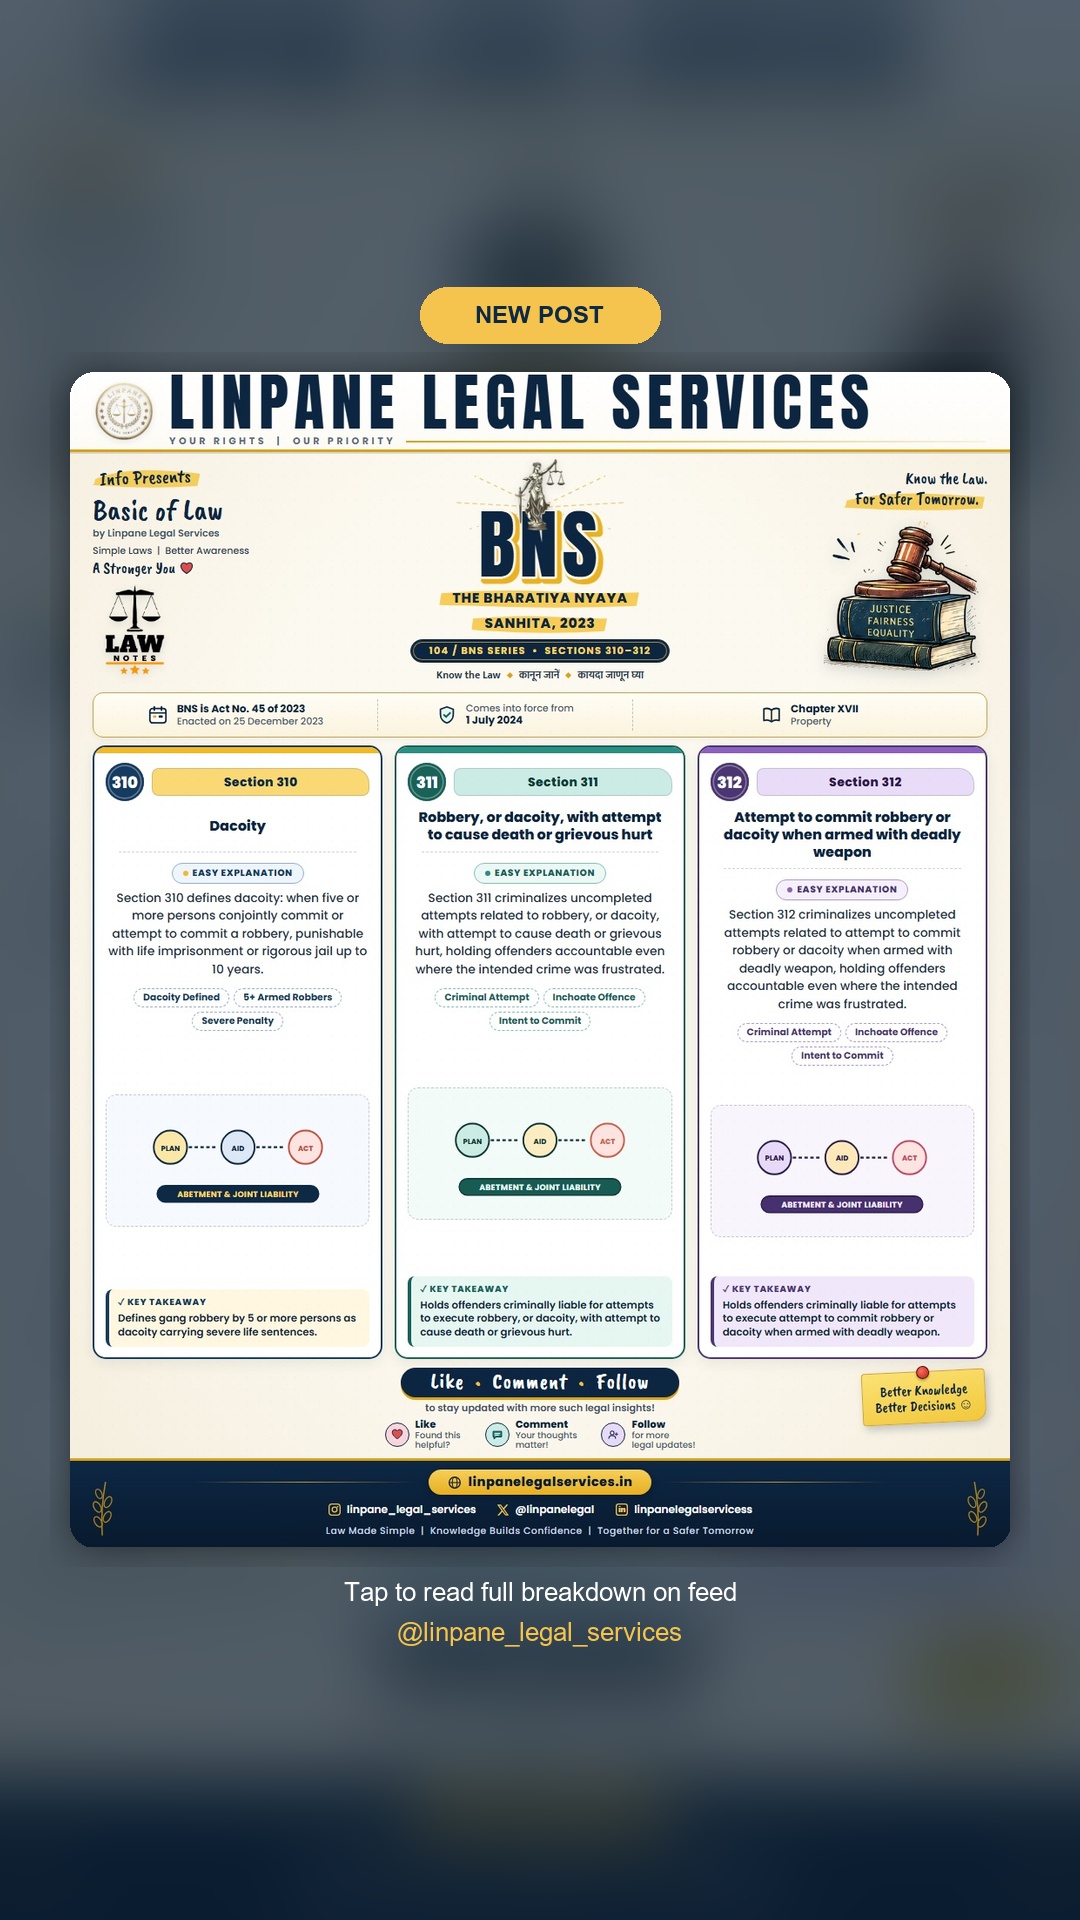 NEW POST
LINPANE LEGAL SERVICES
YOUR RIGHTS | OUR PRIORITY
Info Presents
Basic of Law
by Linpane Legal Services
Simple Laws | Better Awareness
A Stronger You
LAW
NOTES
BNS
THE BHARATIYA NYAYA
SANHITA, 2023
104 / BNS SERIES • SECTIONS 310–312
Know the Law ◆ कानून जानें ◆ कायदा जाणून घ्या
Know the Law.
For Safer Tomorrow.
JUSTICE
FAIRNESS
EQUALITY
BNS is Act No. 45 of 2023
Enacted on 25 December 2023
Comes into force from
1 July 2024
Chapter XVII
Property
310
Section 310
Dacoity
EASY EXPLANATION
Section 310 defines dacoity: when five or
more persons conjointly commit or
attempt to commit a robbery, punishable
with life imprisonment or rigorous jail up to
10 years.
Dacoity Defined
5+ Armed Robbers
Severe Penalty
PLAN
AID
ACT
ABETMENT & JOINT LIABILITY
✓ KEY TAKEAWAY
Defines gang robbery by 5 or more persons as
dacoity carrying severe life sentences.
311
Section 311
Robbery, or dacoity, with attempt
to cause death or grievous hurt
EASY EXPLANATION
Section 311 criminalizes uncompleted
attempts related to robbery, or dacoity,
with attempt to cause death or grievous
hurt, holding offenders accountable even
where the intended crime was frustrated.
Criminal Attempt
Inchoate Offence
Intent to Commit
PLAN
AID
ACT
ABETMENT & JOINT LIABILITY
✓ KEY TAKEAWAY
Holds offenders criminally liable for attempts
to execute robbery, or dacoity, with attempt to
cause death or grievous hurt.
312
Section 312
Attempt to commit robbery or
dacoity when armed with deadly
weapon
EASY EXPLANATION
Section 312 criminalizes uncompleted
attempts related to attempt to commit
robbery or dacoity when armed with
deadly weapon, holding offenders
accountable even where the intended
crime was frustrated.
Criminal Attempt
Inchoate Offence
Intent to Commit
PLAN
AID
ACT
ABETMENT & JOINT LIABILITY
✓ KEY TAKEAWAY
Holds offenders criminally liable for attempts
to execute attempt to commit robbery or
dacoity when armed with deadly weapon.
Like • Comment • Follow
to stay updated with more such legal insights!
Like
Found this
helpful?
Comment
Your thoughts
matter!
Follow
for more
legal updates!
Better Knowledge
Better Decisions ☺
linpanelegalservices.in
linpane_legal_services
@linpanelegal
linpanelegalservicess
Law Made Simple | Knowledge Builds Confidence | Together for a Safer Tomorrow
Tap to read full breakdown on feed
@linpane_legal_services